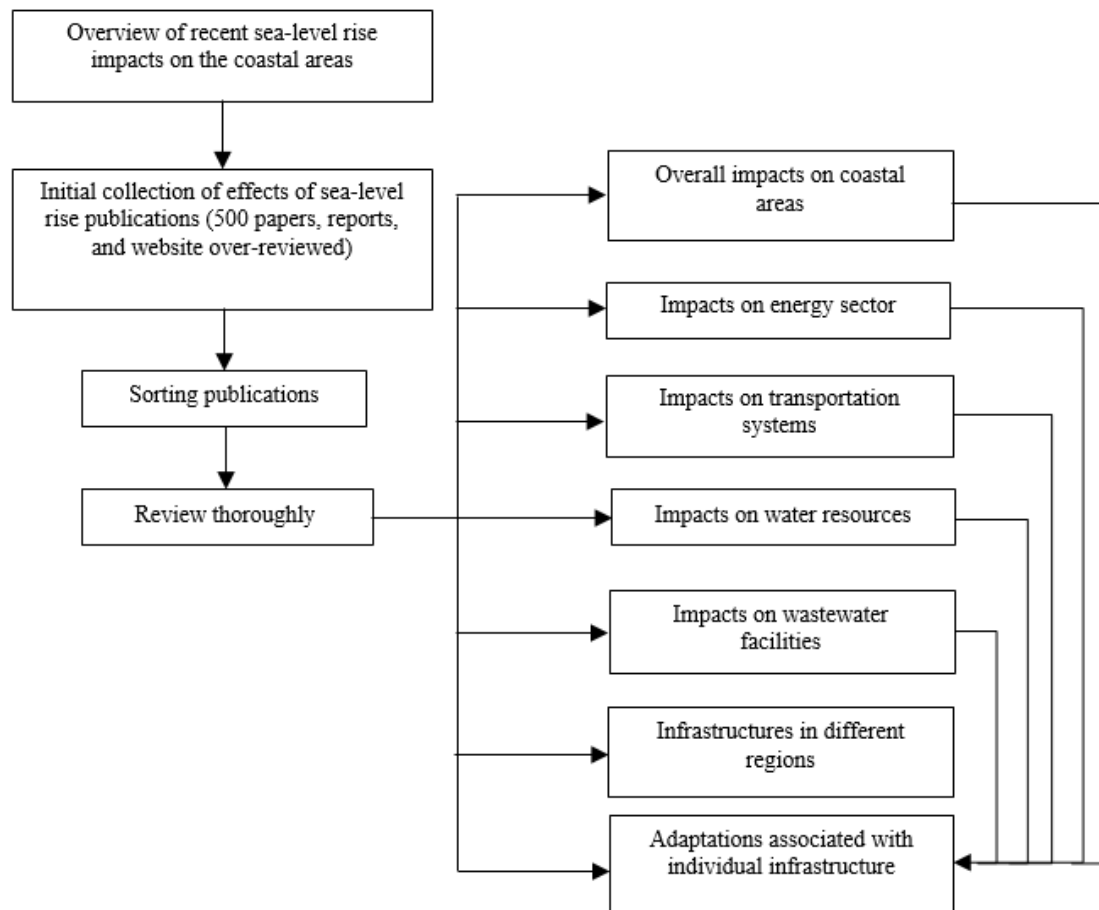 Overview of recent sea-level rise
impacts on the coastal areas
Initial collection of effects of sea-level
rise publications (500 papers, reports,
and website over-reviewed)
Sorting publications
Review thoroughly
Overall impacts on coastal
areas
Impacts on energy sector
Impacts on transportation
systems
Impacts on water resources
Impacts on wastewater
facilities
Infrastructures in different
regions
Adaptations associated with
individual infrastructure